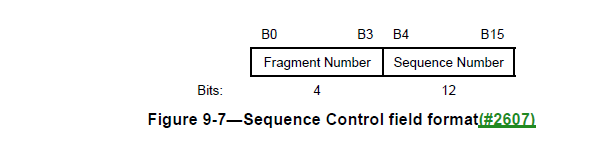 B0 B3 B4 B15
Fragment Number Sequence Number
Bits: 4 12
Figure 9-7—Sequence Control field format(#2607)